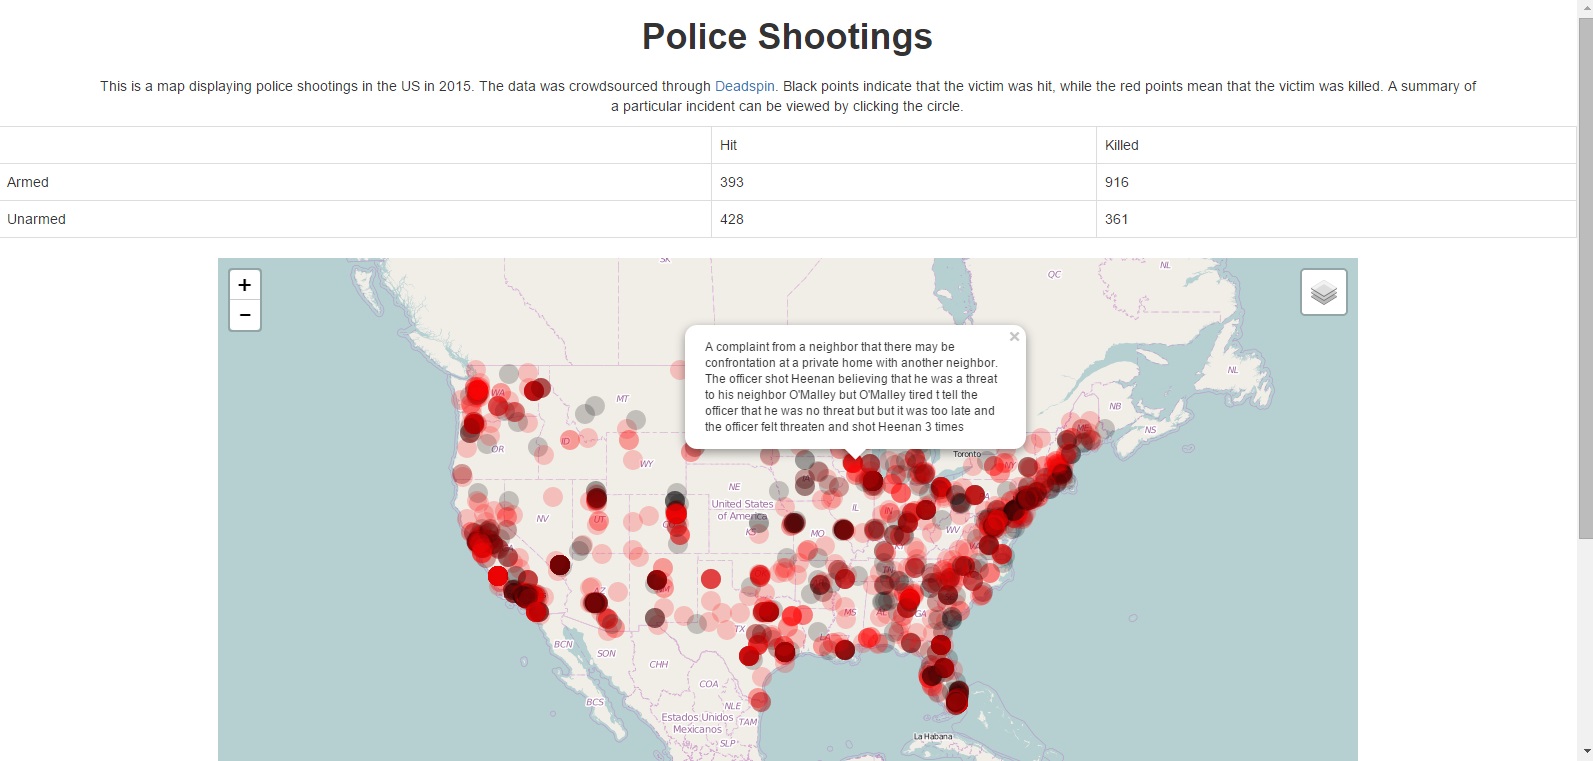 Police Shootings
This is a map displaying police shootings in the US in 2015. The data was crowdsourced through Deadspin. Black points indicate that the victim was hit, while the red points mean that the victim was killed. A summary of
a particular incident can be viewed by clicking the circle.
Hit Killed
Armed 393 916
Unarmed 428 361
+
−
SK
QC
NL
A complaint from a neighbor that there may be
confrontation at a private home with another neighbor.
The officer shot Heenan believing that he was a threat
to his neighbor O'Malley but O'Malley tired t tell the
officer that he was no threat but but it was too late and
the officer felt threaten and shot Heenan 3 times
×
NL
WA
MT
NB
NS
ME
OR
ID
WY
Toronto
NY
IA
NE
United States
of America
IL
IN
NV
UT
KS
MO
WV
VA
KY
TN
AZ
NM
MS
AL
GA
TX
LA
BCN
SON
CHH
COA
BCS
NLE
Estados Unidos
Mexicanos
TAM
SLP
La Habana